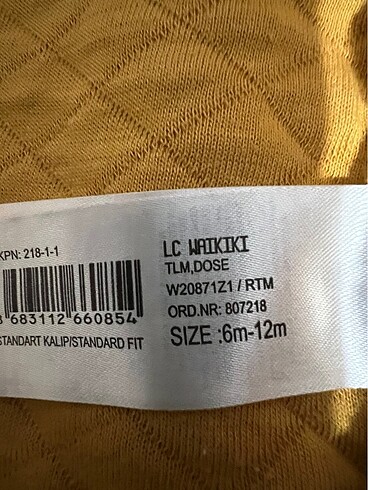 KPN: 218-1-1
8 683112 660854
STANDART KALIP/STANDARD FIT
LC WAIKIKI
TLM,DOSE
W20871Z1 / RTM
ORD.NR: 807218
SIZE :6m-12m